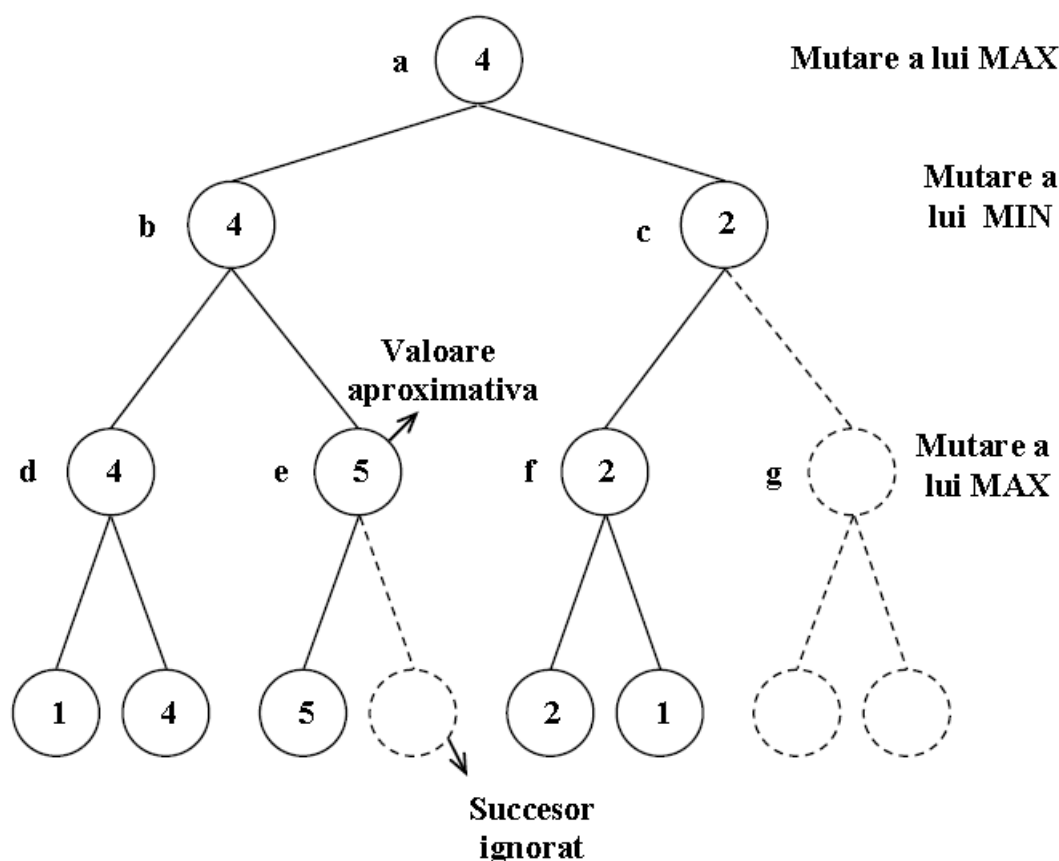 a
4
Mutare a lui MAX
Mutare a
lui MIN
b
4
c
2
Valoare
aproximativa
d
4
e
5
f
2
g
Mutare a
lui MAX
1
4
5
2
1
Succesor
ignorat